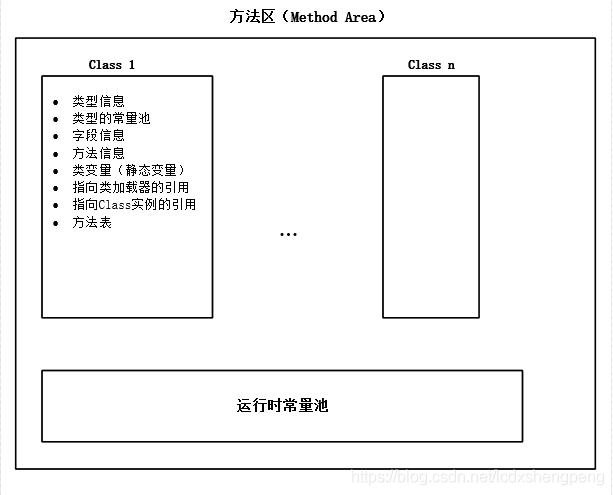 方法区（Method Area）
Class 1
Class n
• 类型信息
• 类型的常量池
• 字段信息
• 方法信息
• 类变量（静态变量）
• 指向类加载器的引用
• 指向Class实例的引用
• 方法表
...
运行时常量池
https://blog.csdn.net/lcdxshengpeng